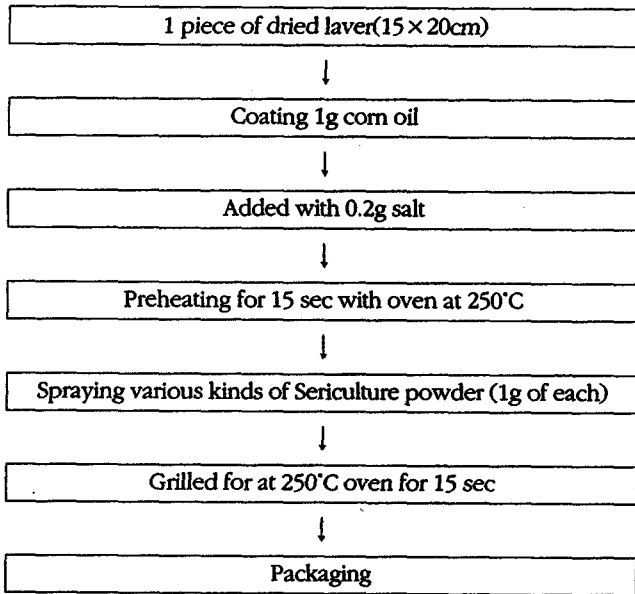 1 piece of dried laver(15×20cm)
↓
Coating 1g corn oil
↓
Added with 0.2g salt
↓
Preheating for 15 sec with oven at 250°C
↓
Spraying various kinds of Sericulture powder (1g of each)
↓
Grilled for at 250°C oven for 15 sec
↓
Packaging